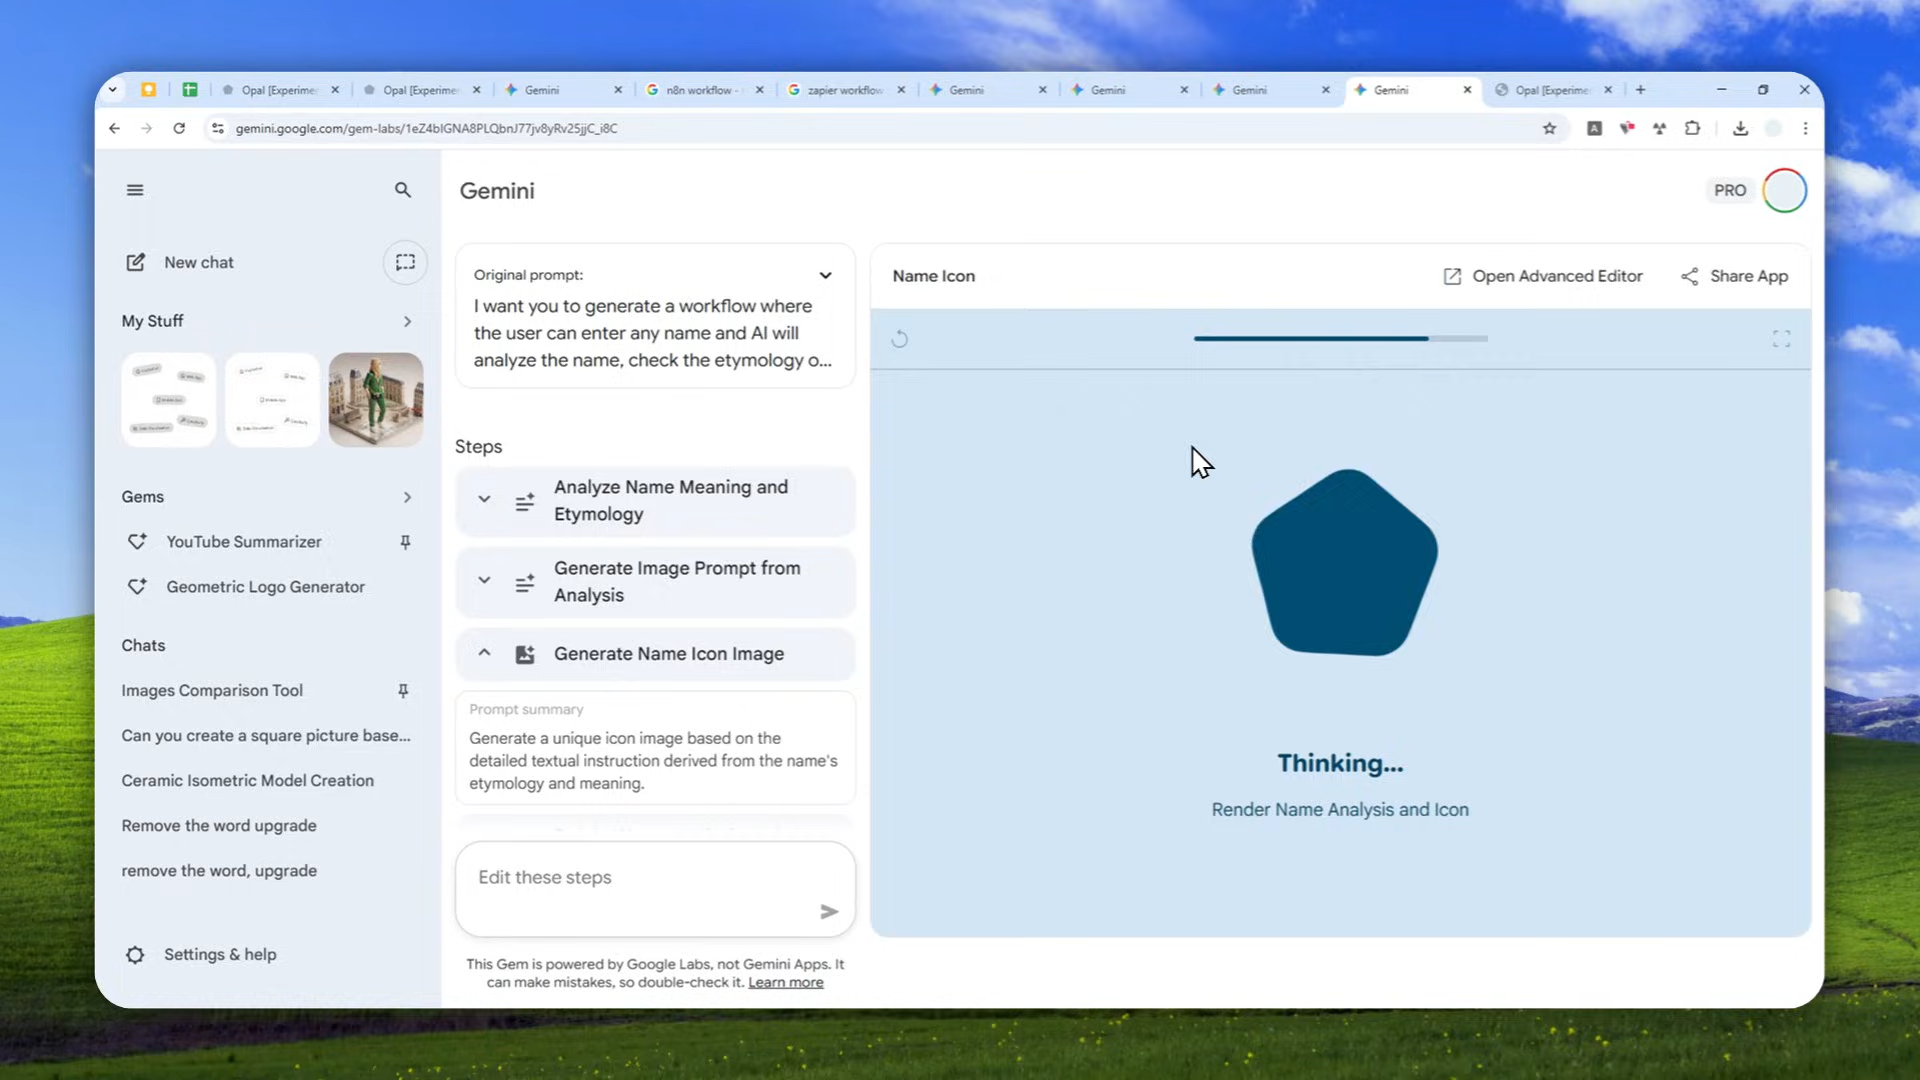 Opal [Experime
Opal [Experime
Gemini
n8n workflow -
zapier workflow
Gemini
Gemini
Gemini
Gemini
Opal [Experime
gemini.google.com/gem-labs/1eZ4bIGNA8PLQbnJ77jv8yRv25jjC_i8C
Gemini
PRO
New chat
My Stuff
Gems
YouTube Summarizer
Geometric Logo Generator
Chats
Images Comparison Tool
Can you create a square picture base...
Ceramic Isometric Model Creation
Remove the word upgrade
remove the word, upgrade
Settings & help
Original prompt:
I want you to generate a workflow where
the user can enter any name and AI will
analyze the name, check the etymology o...
Steps
Analyze Name Meaning and
Etymology
Generate Image Prompt from
Analysis
Generate Name Icon Image
Prompt summary
Generate a unique icon image based on the
detailed textual instruction derived from the name's
etymology and meaning.
Edit these steps
This Gem is powered by Google Labs, not Gemini Apps. It
can make mistakes, so double-check it. Learn more
Name Icon
Open Advanced Editor
Share App
Thinking...
Render Name Analysis and Icon